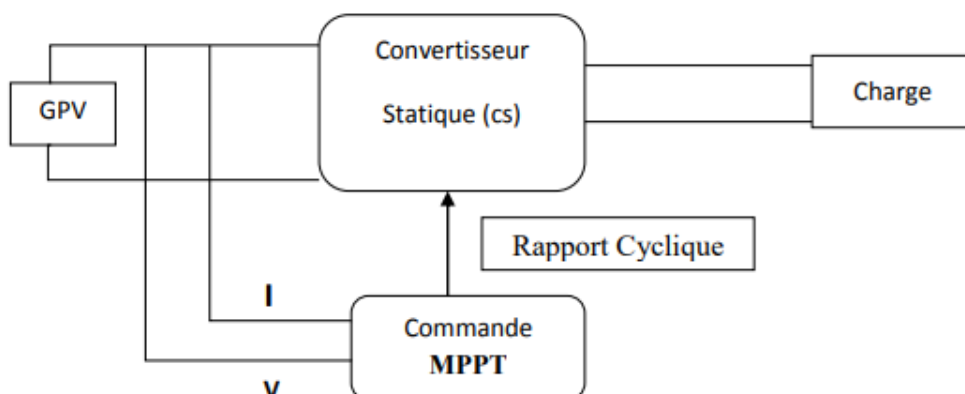 Convertisseur
Statique (cs)
GPV
Charge
Rapport Cyclique
I
Commande
MPPT
V